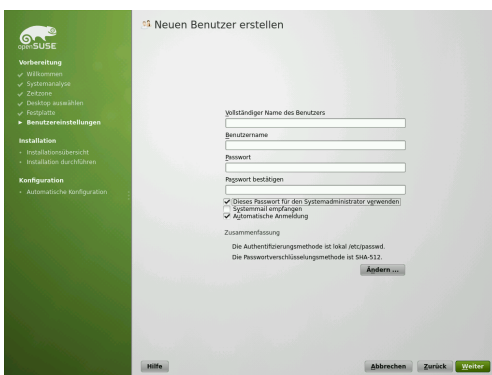 openSUSE
Vorbereitung
Willkommen
Systemanalyse
Zeitzone
Desktop auswählen
Festplatte
Benutzereinstellungen
Installation
Installationsübersicht
Installation durchführen
Konfiguration
Automatische Konfiguration
Neuen Benutzer erstellen
Vollständiger Name des Benutzers
Benutzername
Passwort
Passwort bestätigen
Dieses Passwort für den Systemadministrator verwenden
Systemmail empfangen
Automatische Anmeldung
Zusammenfassung
Die Authentifizierungsmethode ist lokal /etc/passwd.
Die Passwortverschlüsselungsmethode ist SHA-512.
Ändern ...
Hilfe
Abbrechen
Zurück
Weiter